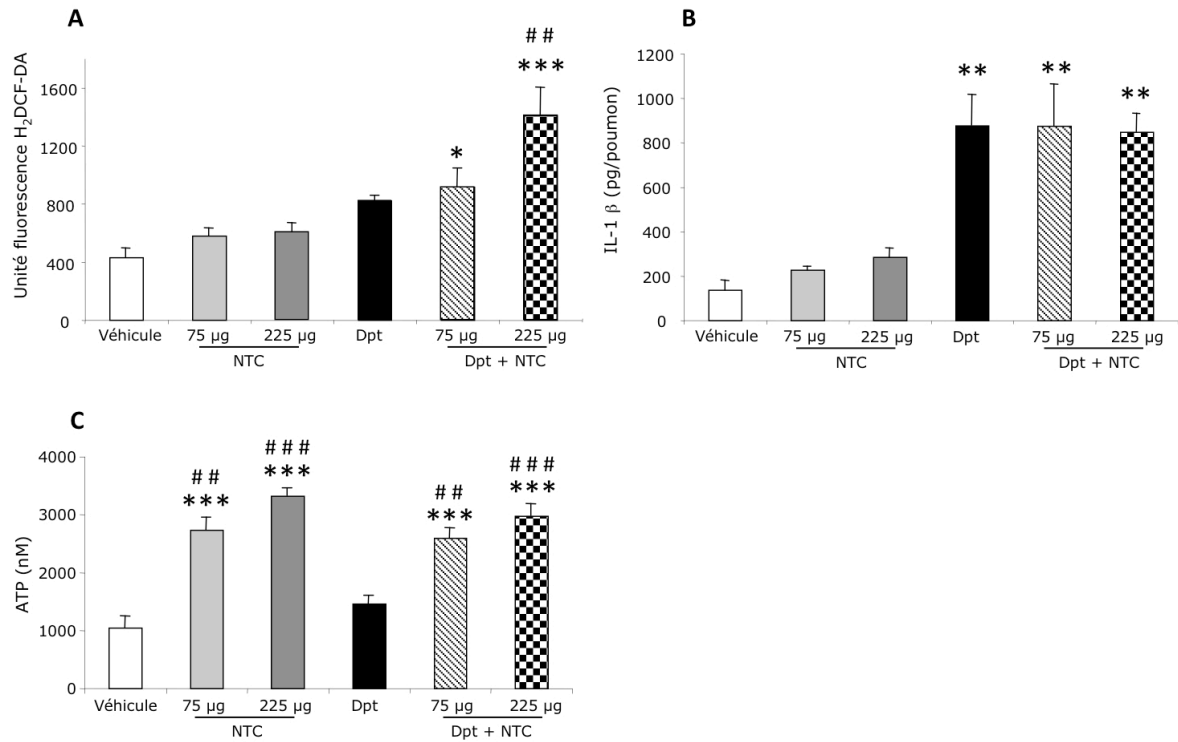 A
Unité fluorescence H₂DCF-DA
# #
***
*
1600
1200
800
400
0
Véhicule 75 µg 225 µg Dpt 75 µg 225 µg
NTC Dpt + NTC
B
IL-1 β (pg/poumon)
** ** **
1200
1000
800
600
400
200
0
Véhicule 75 µg 225 µg Dpt 75 µg 225 µg
NTC Dpt + NTC
C
ATP (nM)
# # # # # # # # # #
*** *** *** ***
4000
3000
2000
1000
0
Véhicule 75 µg 225 µg Dpt 75 µg 225 µg
NTC Dpt + NTC